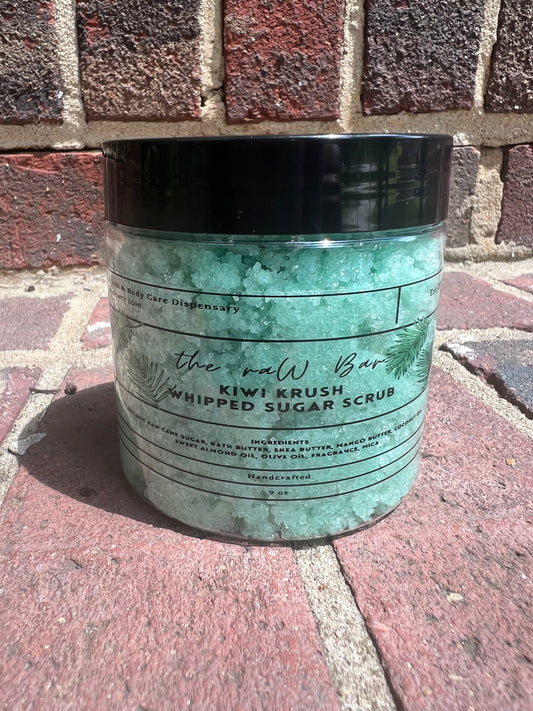 & Body Care Dispensary
Love
the raW Bar
KIWI KRUSH
WHIPPED SUGAR SCRUB
INGREDIENTS
RAW CANE SUGAR, BATH BUTTER, SHEA BUTTER, MANGO BUTTER, COCONUT OIL,
SWEET ALMOND OIL, OLIVE OIL, FRAGRANCE, MICA
Handcrafted
9 oz